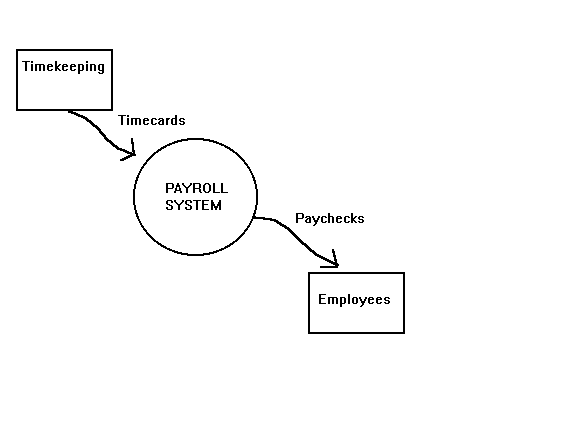 Timekeeping
Timecards
PAYROLL
SYSTEM
Paychecks
Employees